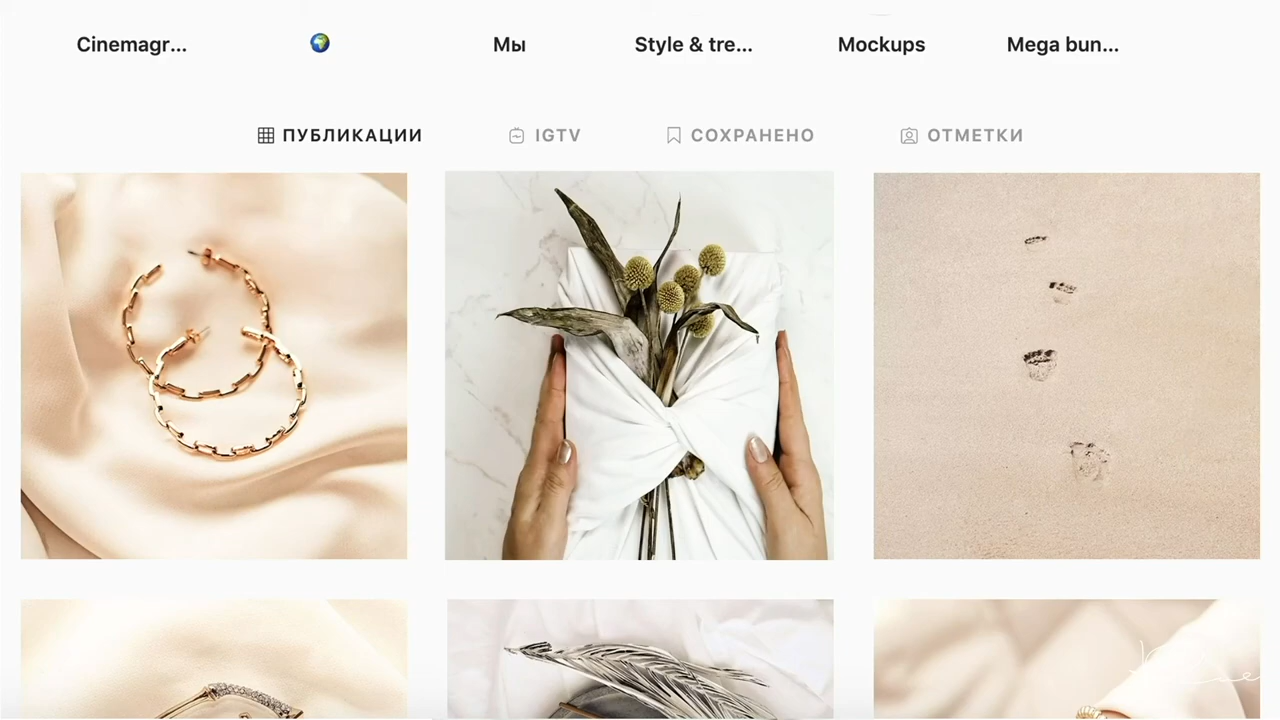 Cinemagr... 🌍 Мы Style & tre... Mockups Mega bun...
ПУБЛИКАЦИИ IGTV СОХРАНЕНО ОТМЕТКИ